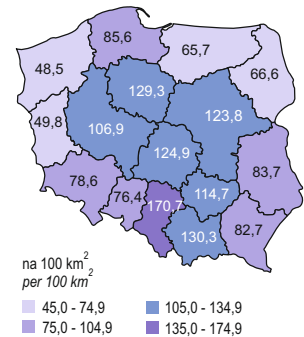 85,6
65,7
48,5
66,6
129,3
123,8
106,9
49,8
124,9
83,7
78,6
76,4
114,7
170,7
82,7
130,3
na 100 km²
per 100 km²
45,0 - 74,9
105,0 - 134,9
75,0 - 104,9
135,0 - 174,9